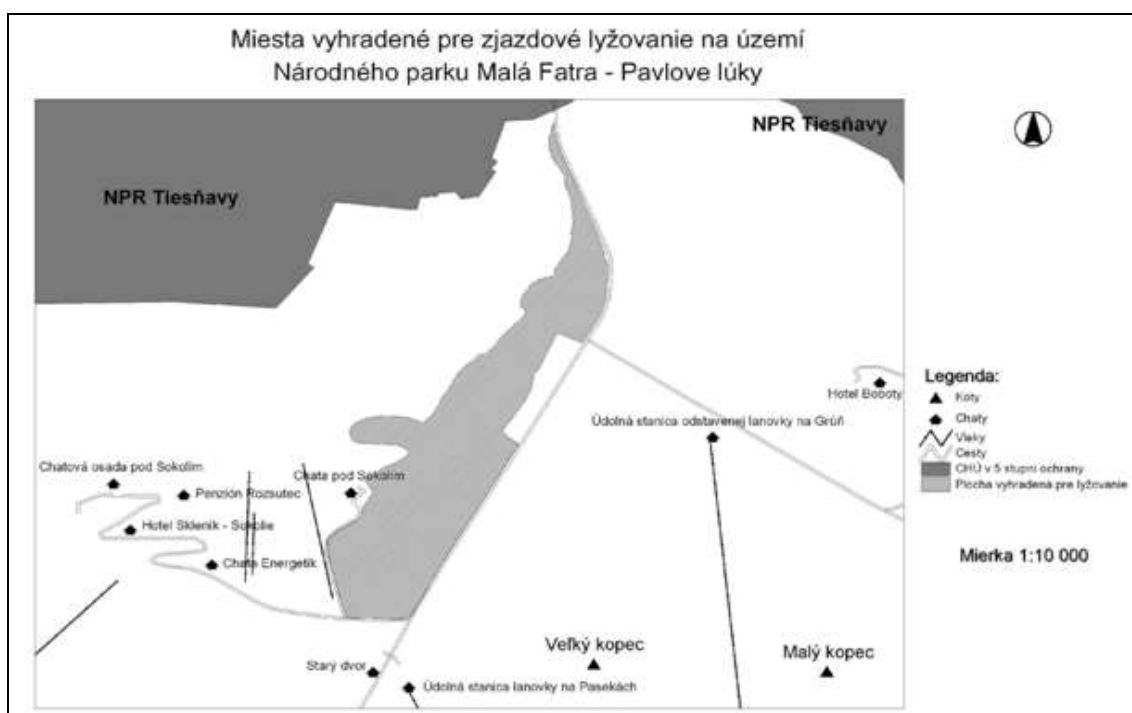 Miesta vyhradené pre zjazdové lyžovanie na území
Národného parku Malá Fatra - Pavlove lúky
NPR Tiesňavy
NPR Tiesňavy
Hotel Boboty
Legenda:
Kóty
Chaty
Vleky
Cesty
CHÚ v 5 stupni ochrany
Plocha vyhradená pre lyžovanie
Mierka 1:10 000
Údolná stanica odstavenej lanovky na Grúň
Chatová osada pod Sokolím
Chata pod Sokolím
Penzión Rozsutec
Hotel Skleník - Sokolie
Chata Energetik
Veľký kopec
Malý kopec
Starý dvor
Údolná stanica lanovky na Pasekách